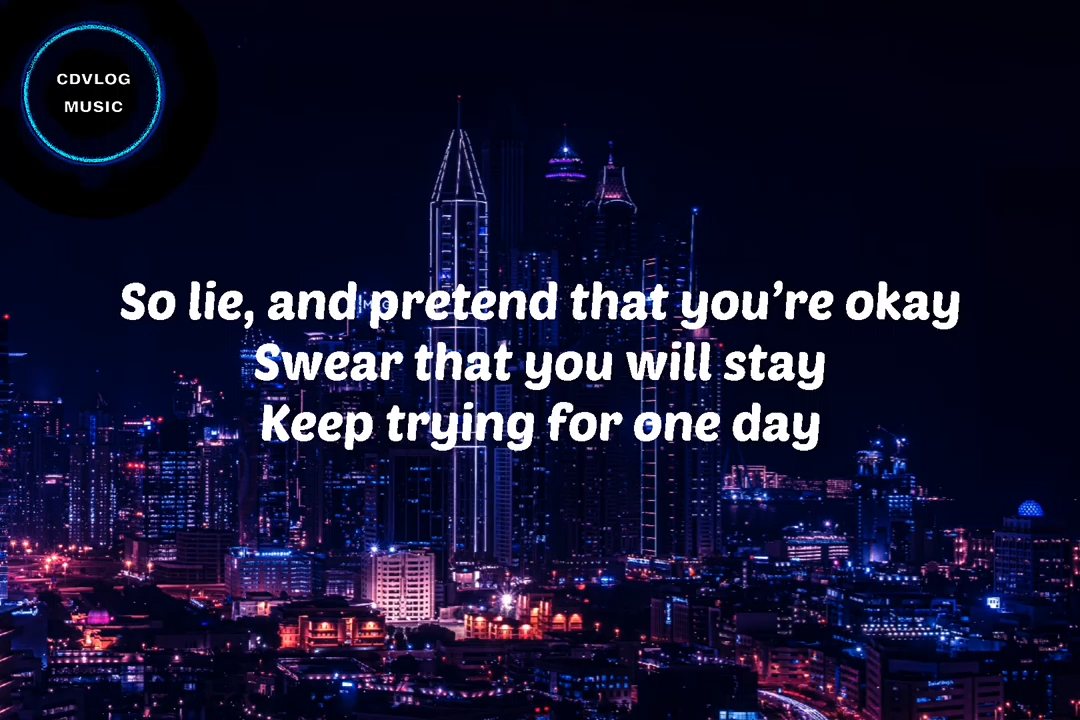 CDVLOG
MUSIC
So lie, and pretend that you’re okay
Swear that you will stay
Keep trying for one day